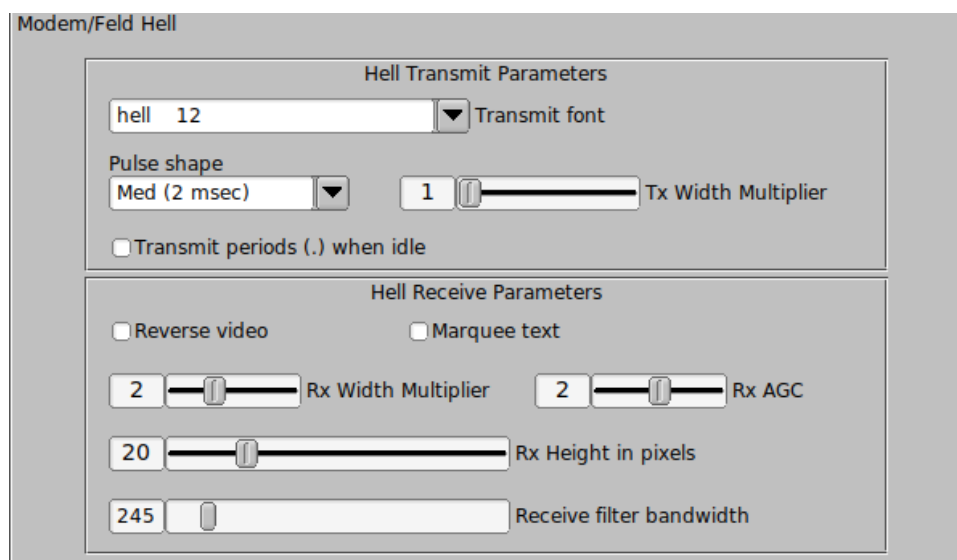 Modem/Feld Hell
Hell Transmit Parameters
hell 12 Transmit font
Pulse shape
Med (2 msec) 1 Tx Width Multiplier
Transmit periods (.) when idle
Hell Receive Parameters
Reverse video Marquee text
2 Rx Width Multiplier 2 Rx AGC
20 Rx Height in pixels
245 Receive filter bandwidth